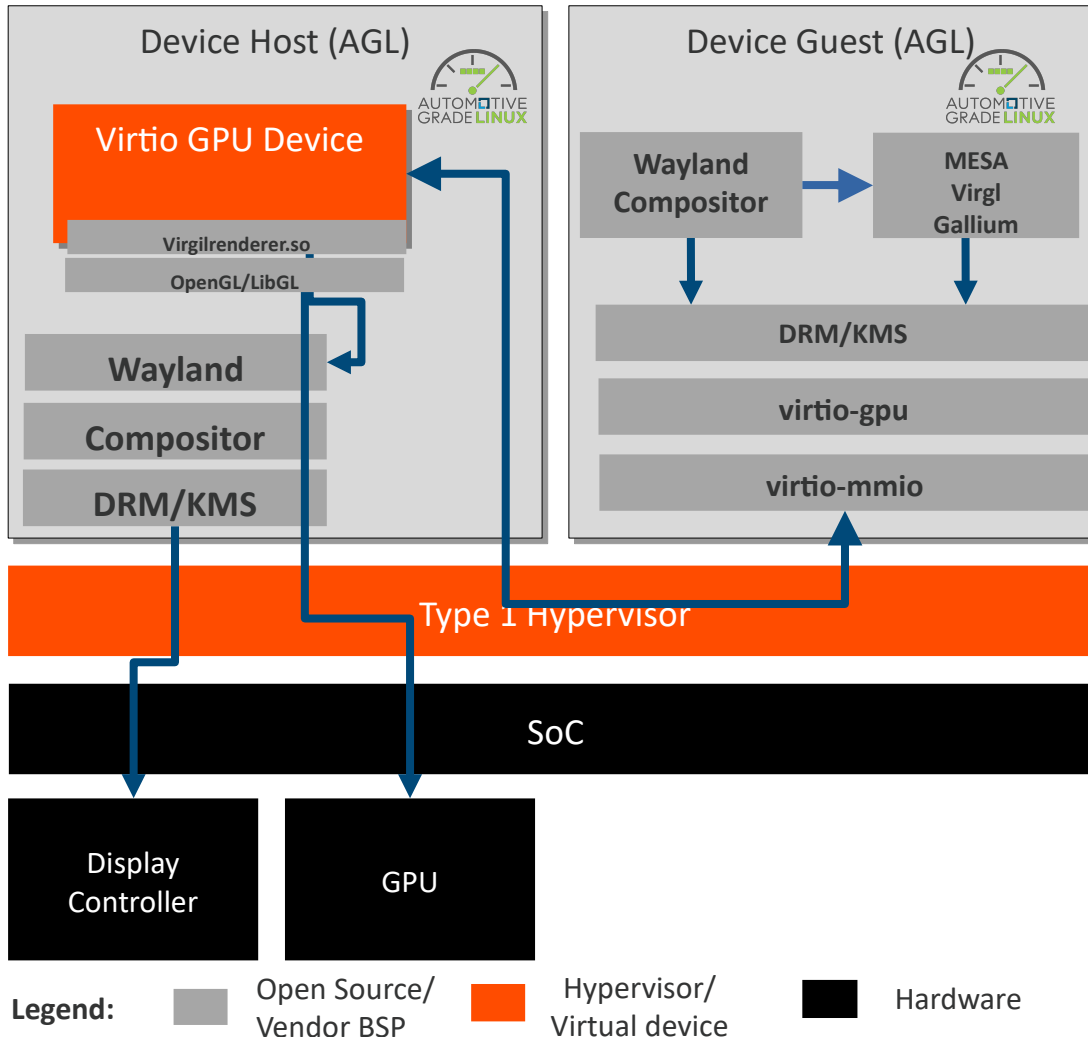 Device Host (AGL)
AUTOMOTIVE
GRADE LINUX
Virtio GPU Device
Virgilrenderer.so
OpenGL/LibGL
Wayland
Compositor
DRM/KMS
Device Guest (AGL)
AUTOMOTIVE
GRADE LINUX
Wayland
Compositor
MESA
Virgl
Gallium
DRM/KMS
virtio-gpu
virtio-mmio
Type 1 Hypervisor
SoC
Display
Controller
GPU
Legend:
Open Source/
Vendor BSP
Hypervisor/
Virtual device
Hardware